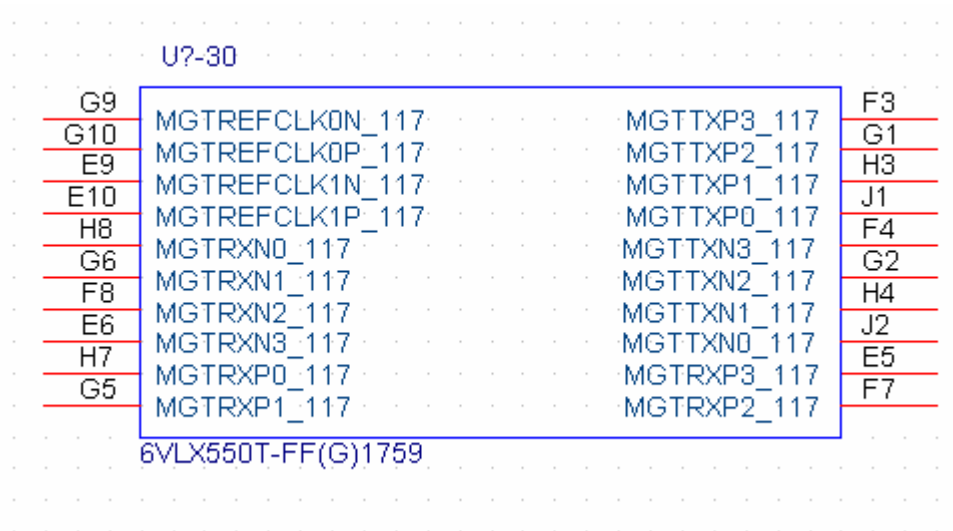 U?-30
G9 MGTREFCLK0N_117 MGTTXP3_117 F3
G10 MGTREFCLK0P_117 MGTTXP2_117 G1
E9 MGTREFCLK1N_117 MGTTXP1_117 H3
E10 MGTREFCLK1P_117 MGTTXP0_117 J1
H8 MGTRXN0_117 MGTTXN3_117 F4
G6 MGTRXN1_117 MGTTXN2_117 G2
F8 MGTRXN2_117 MGTTXN1_117 H4
E6 MGTRXN3_117 MGTTXN0_117 J2
H7 MGTRXP0_117 MGTRXP3_117 E5
G5 MGTRXP1_117 MGTRXP2_117 F7
6VLX550T-FF(G)1759